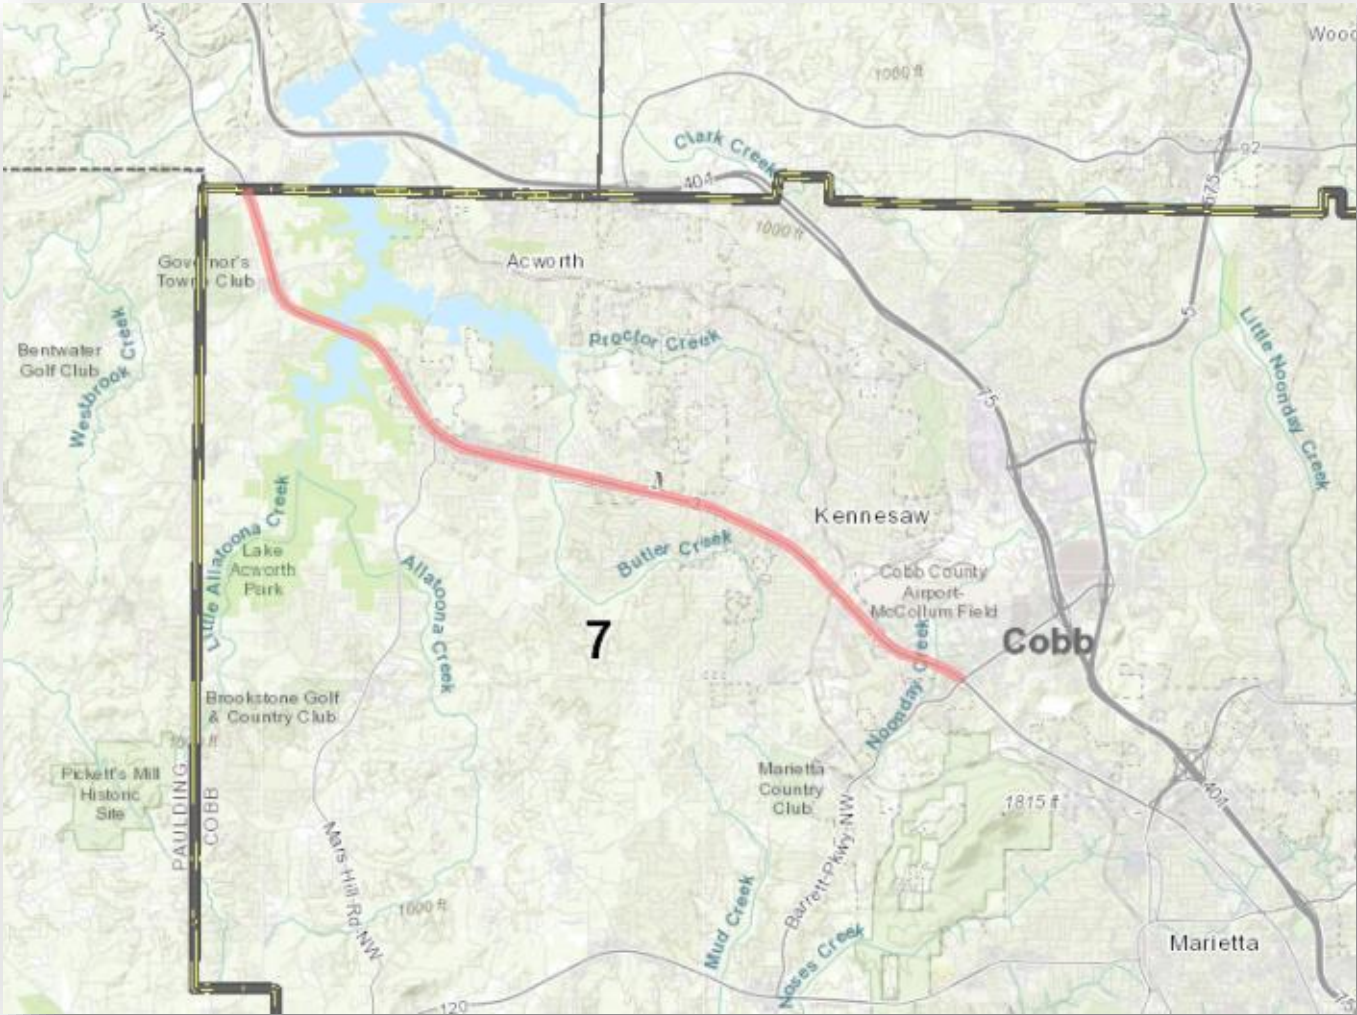 41
Wood
1000 ft
Clark Creek
92
401
575
1000 ft
Governor's
Towne Club
Acworth
5
Proctor Creek
Little Noonday Creek
Bentwater
Golf Club
Westbrook Creek
75
Kennesaw
Butler Creek
Lake
Acworth
Park
Little Allatoona Creek
Allatoona Creek
Cobb County
Airport-
McCollum Field
7
Cobb
Noonday Creek
Brookstone Golf
& Country Club
Pickett's Mill
Historic
Site
PAULDING
COBB
Marietta
Country
Club
1815 ft
401
Mars Hill Rd NW
Barrett Pkwy NW
1000 ft
Mud Creek
Noses Creek
Marietta
120
75